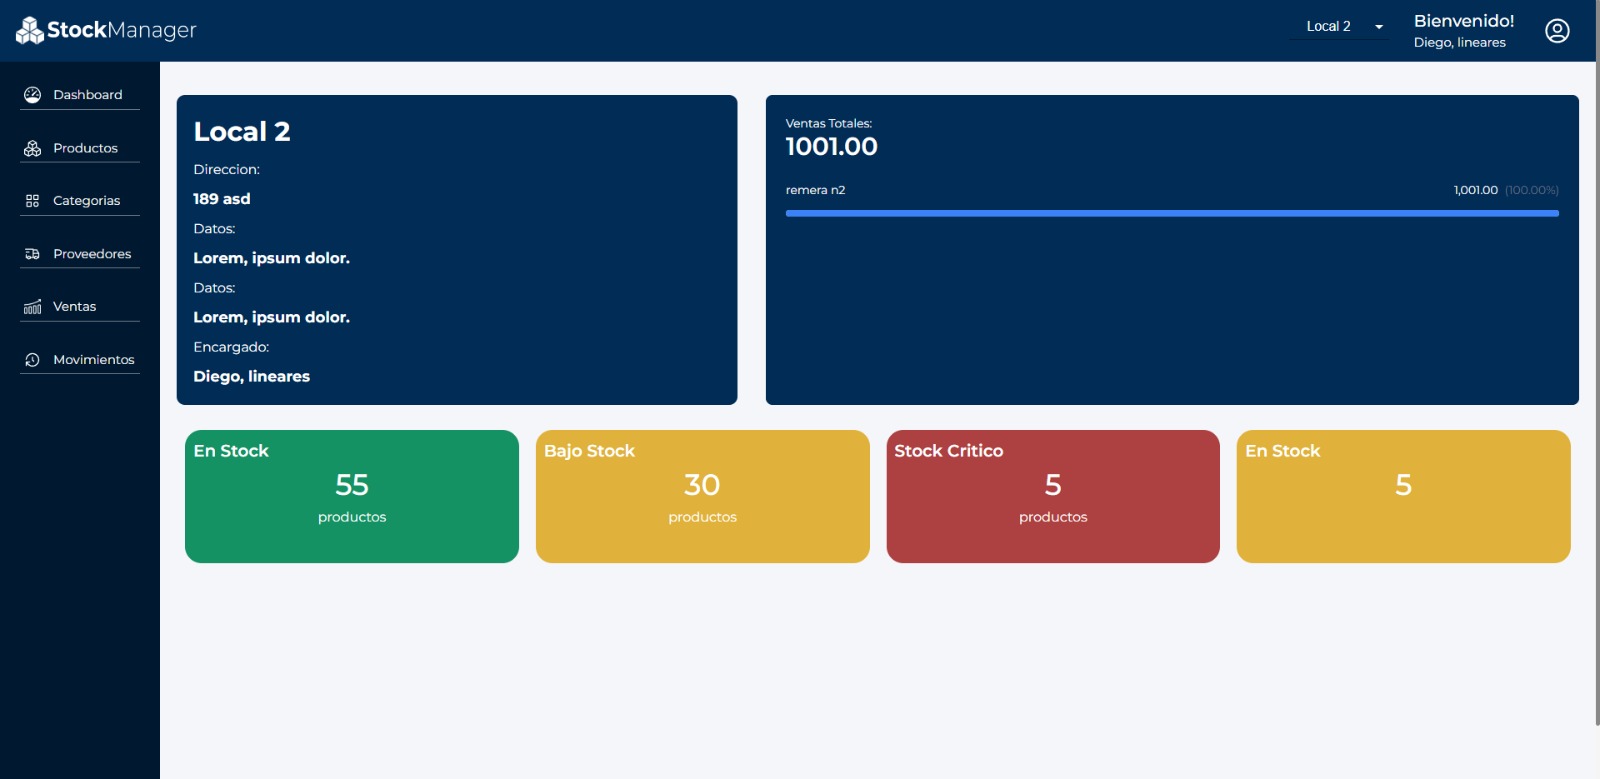 StockManager
Local 2
Bienvenido!
Diego, lineares
Dashboard
Productos
Categorias
Proveedores
Ventas
Movimientos
Local 2
Direccion:
189 asd
Datos:
Lorem, ipsum dolor.
Datos:
Lorem, ipsum dolor.
Encargado:
Diego, lineares
Ventas Totales:
1001.00
remera n2 1,001.00 (100.00%)
En Stock
55
productos
Bajo Stock
30
productos
Stock Critico
5
productos
En Stock
5